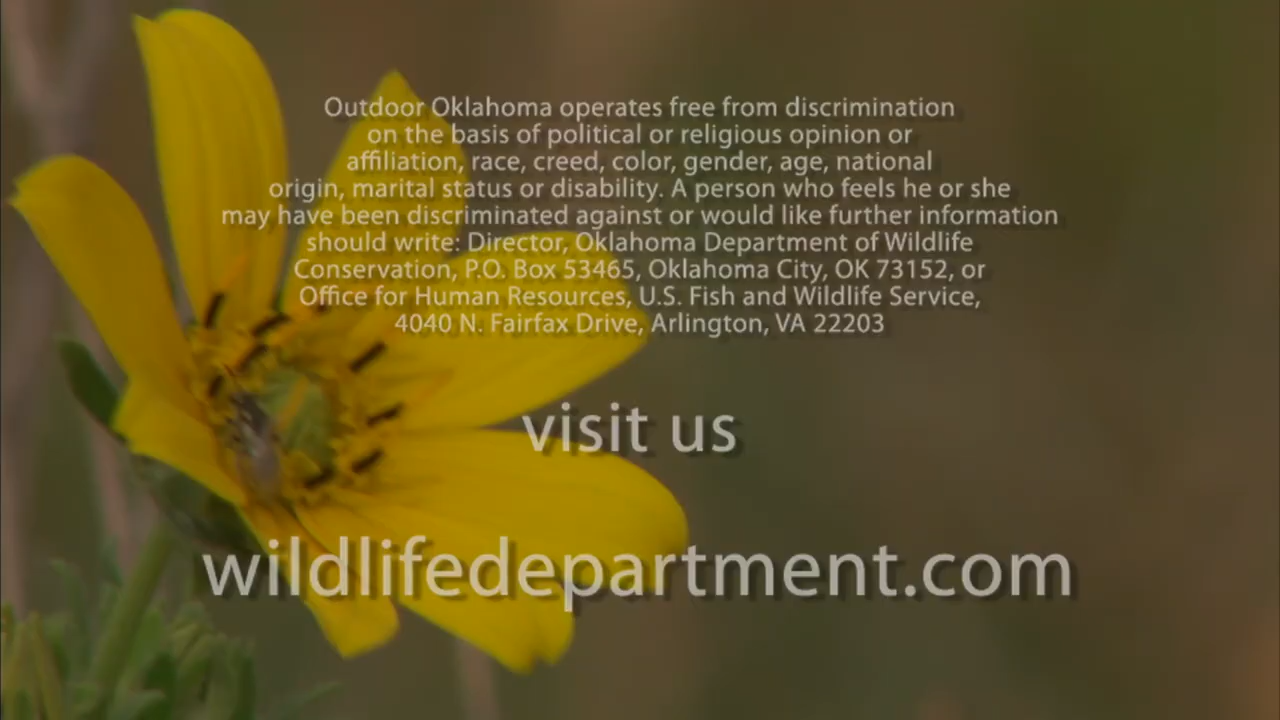 Outdoor Oklahoma operates free from discrimination
on the basis of political or religious opinion or
affiliation, race, creed, color, gender, age, national
origin, marital status or disability. A person who feels he or she
may have been discriminated against or would like further information
should write: Director, Oklahoma Department of Wildlife
Conservation, P.O. Box 53465, Oklahoma City, OK 73152, or
Office for Human Resources, U.S. Fish and Wildlife Service,
4040 N. Fairfax Drive, Arlington, VA 22203
visit us
wildlifedepartment.com